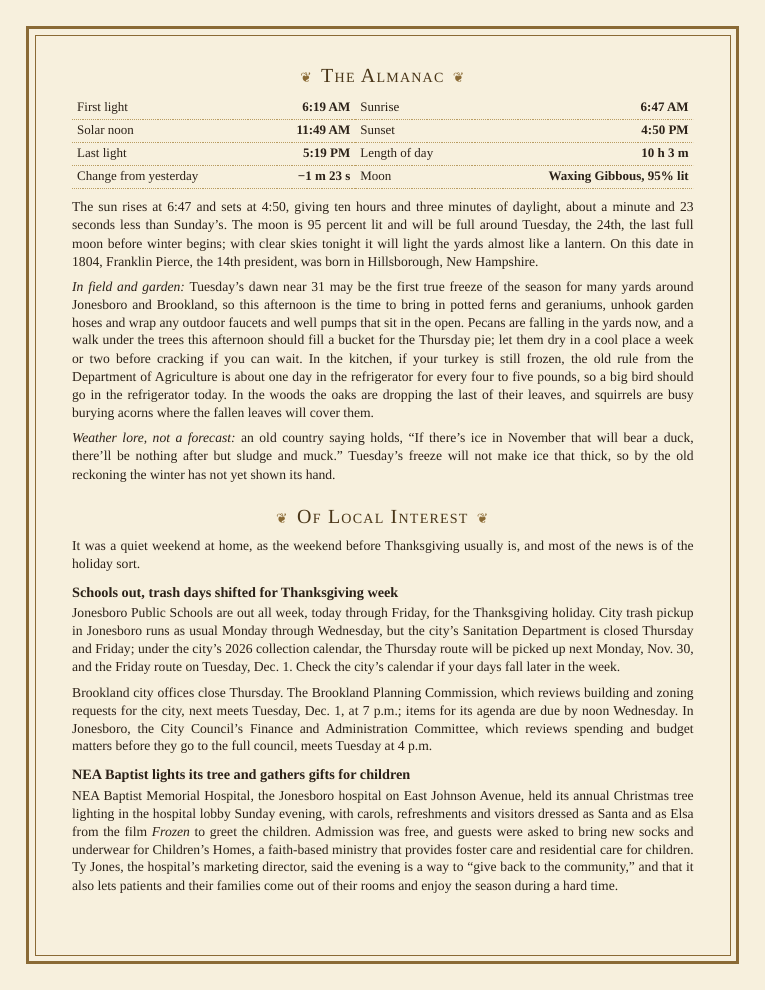 ❦ The Almanac ❦
First light 6:19 AM Sunrise 6:47 AM
Solar noon 11:49 AM Sunset 4:50 PM
Last light 5:19 PM Length of day 10 h 3 m
Change from yesterday −1 m 23 s Moon Waxing Gibbous, 95% lit
The sun rises at 6:47 and sets at 4:50, giving ten hours and three minutes of daylight, about a minute and 23
seconds less than Sunday’s. The moon is 95 percent lit and will be full around Tuesday, the 24th, the last full
moon before winter begins; with clear skies tonight it will light the yards almost like a lantern. On this date in
1804, Franklin Pierce, the 14th president, was born in Hillsborough, New Hampshire.
In field and garden: Tuesday’s dawn near 31 may be the first true freeze of the season for many yards around
Jonesboro and Brookland, so this afternoon is the time to bring in potted ferns and geraniums, unhook garden
hoses and wrap any outdoor faucets and well pumps that sit in the open. Pecans are falling in the yards now, and a
walk under the trees this afternoon should fill a bucket for the Thursday pie; let them dry in a cool place a week
or two before cracking if you can wait. In the kitchen, if your turkey is still frozen, the old rule from the
Department of Agriculture is about one day in the refrigerator for every four to five pounds, so a big bird should
go in the refrigerator today. In the woods the oaks are dropping the last of their leaves, and squirrels are busy
burying acorns where the fallen leaves will cover them.
Weather lore, not a forecast: an old country saying holds, “If there’s ice in November that will bear a duck,
there’ll be nothing after but sludge and muck.” Tuesday’s freeze will not make ice that thick, so by the old
reckoning the winter has not yet shown its hand.
❦ Of Local Interest ❦
It was a quiet weekend at home, as the weekend before Thanksgiving usually is, and most of the news is of the
holiday sort.
Schools out, trash days shifted for Thanksgiving week
Jonesboro Public Schools are out all week, today through Friday, for the Thanksgiving holiday. City trash pickup
in Jonesboro runs as usual Monday through Wednesday, but the city’s Sanitation Department is closed Thursday
and Friday; under the city’s 2026 collection calendar, the Thursday route will be picked up next Monday, Nov. 30,
and the Friday route on Tuesday, Dec. 1. Check the city’s calendar if your days fall later in the week.
Brookland city offices close Thursday. The Brookland Planning Commission, which reviews building and zoning
requests for the city, next meets Tuesday, Dec. 1, at 7 p.m.; items for its agenda are due by noon Wednesday. In
Jonesboro, the City Council’s Finance and Administration Committee, which reviews spending and budget
matters before they go to the full council, meets Tuesday at 4 p.m.
NEA Baptist lights its tree and gathers gifts for children
NEA Baptist Memorial Hospital, the Jonesboro hospital on East Johnson Avenue, held its annual Christmas tree
lighting in the hospital lobby Sunday evening, with carols, refreshments and visitors dressed as Santa and as Elsa
from the film Frozen to greet the children. Admission was free, and guests were asked to bring new socks and
underwear for Children’s Homes, a faith-based ministry that provides foster care and residential care for children.
Ty Jones, the hospital’s marketing director, said the evening is a way to “give back to the community,” and that it
also lets patients and their families come out of their rooms and enjoy the season during a hard time.